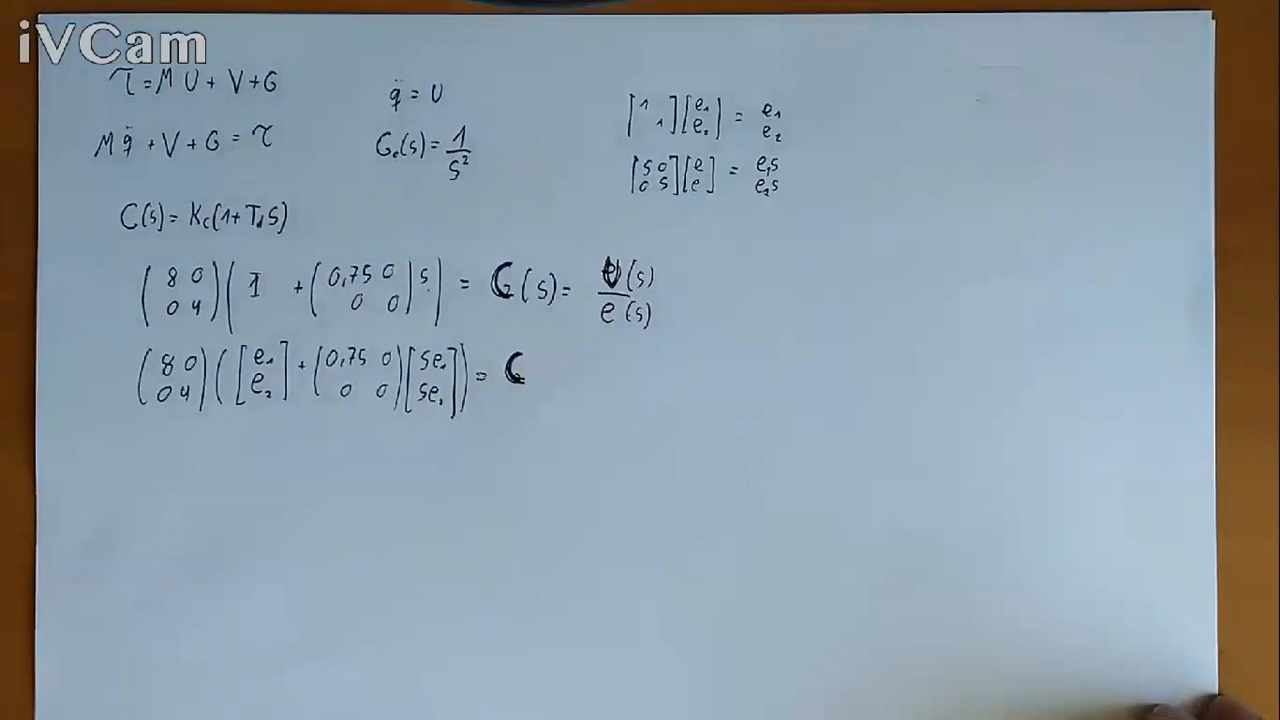 iVCam
τ = M U + V + G
q̈ = U
[1 1][e₁ e₂] = e₁ e₂
M q̈ + V + G = τ
G₀(s) = 1/s²
[s 0 0 s][e e] = e₁s e₂s
C(s) = Kc(1+Tds)
(8 0 0 4)(I + (0,75 0 0 0)s) = C(s) = U(s)/e(s)
(8 0 0 4)([e₁ e₂] + (0,75 0 0 0)[se₁ se₂]) =